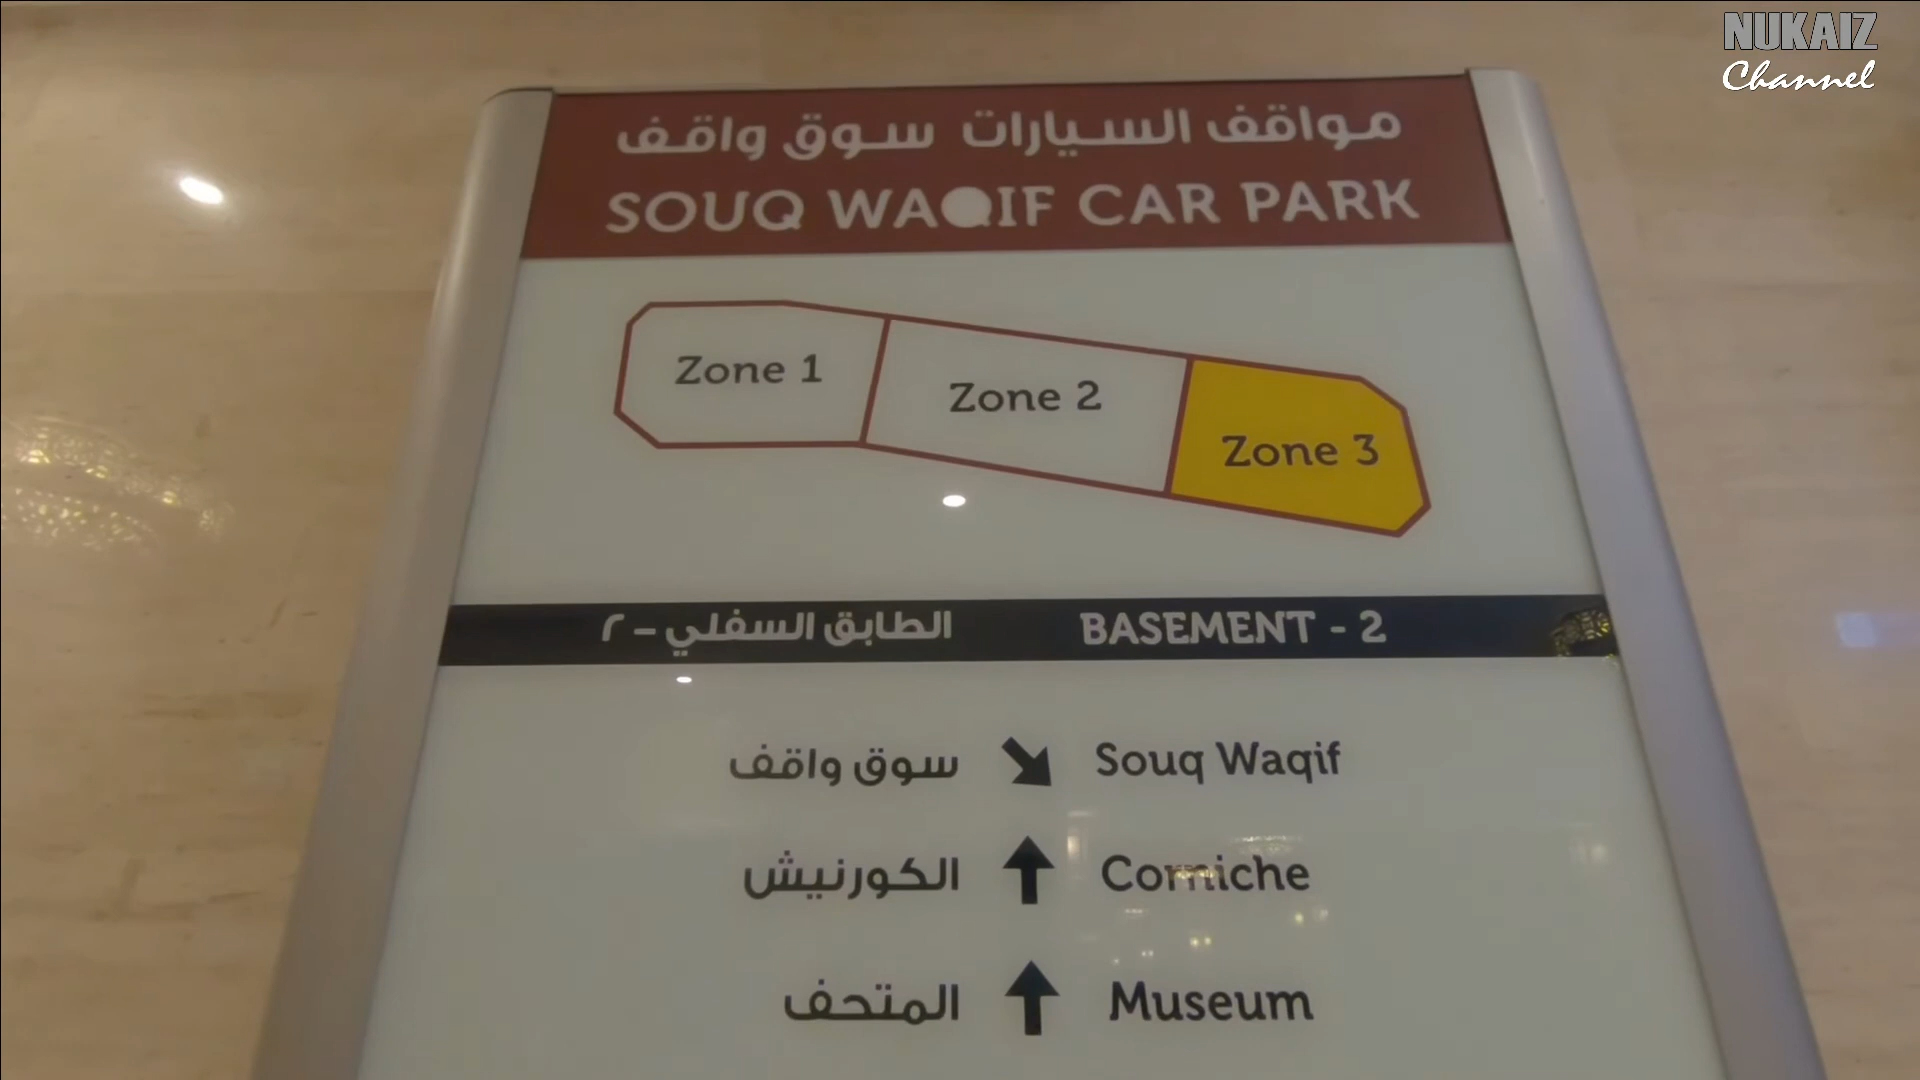 NUKAIZ
Channel
مواقف السيارات سوق واقف
SOUQ WAQIF CAR PARK
Zone 1
Zone 2
Zone 3
الطابق السفلي - ٢ BASEMENT - 2
سوق واقف Souq Waqif
الكورنيش Corniche
المتحف Museum